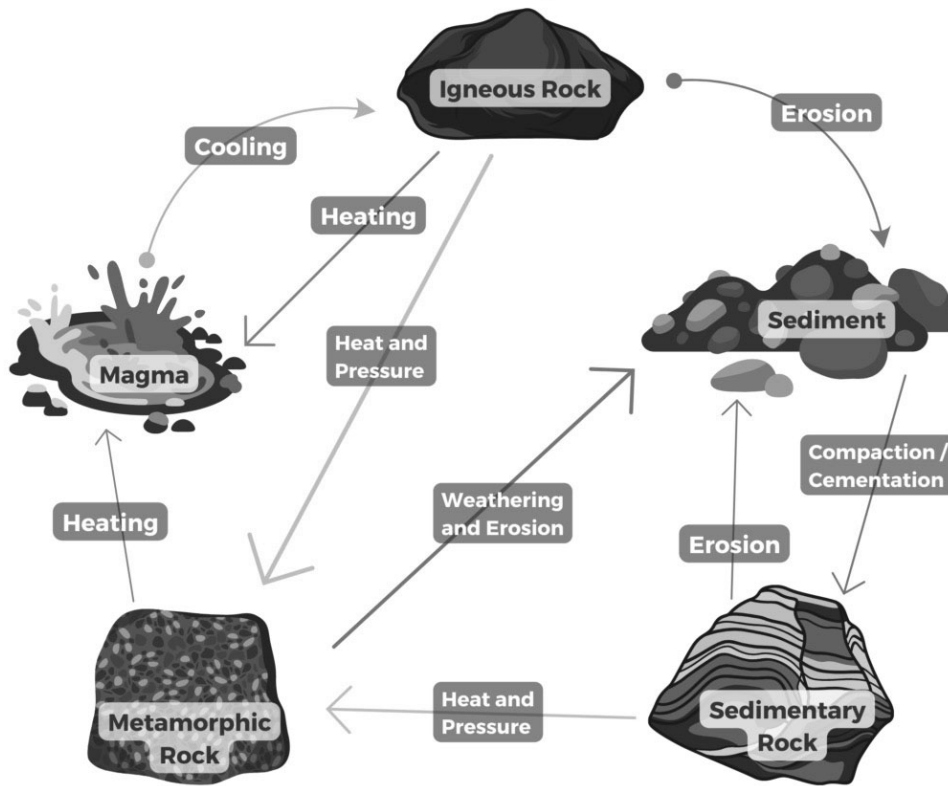 Igneous Rock
Erosion
Cooling
Heating
Sediment
Heat and
Pressure
Magma
Compaction /
Cementation
Weathering
and Erosion
Heating
Erosion
Metamorphic
Rock
Heat and
Pressure
Sedimentary
Rock